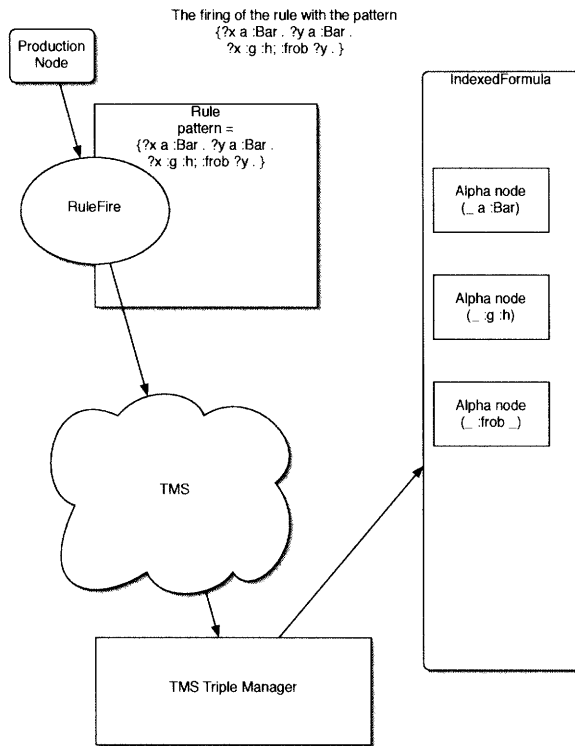 The firing of the rule with the pattern
{?x a :Bar . ?y a :Bar .
?x :g :h; :frob ?y . }
Production
Node
Rule
pattern =
{?x a :Bar . ?y a :Bar .
?x :g :h; :frob ?y . }
RuleFire
TMS
TMS Triple Manager
IndexedFormula
Alpha node
(_ a :Bar)
Alpha node
(_ :g :h)
Alpha node
(_ :frob _)